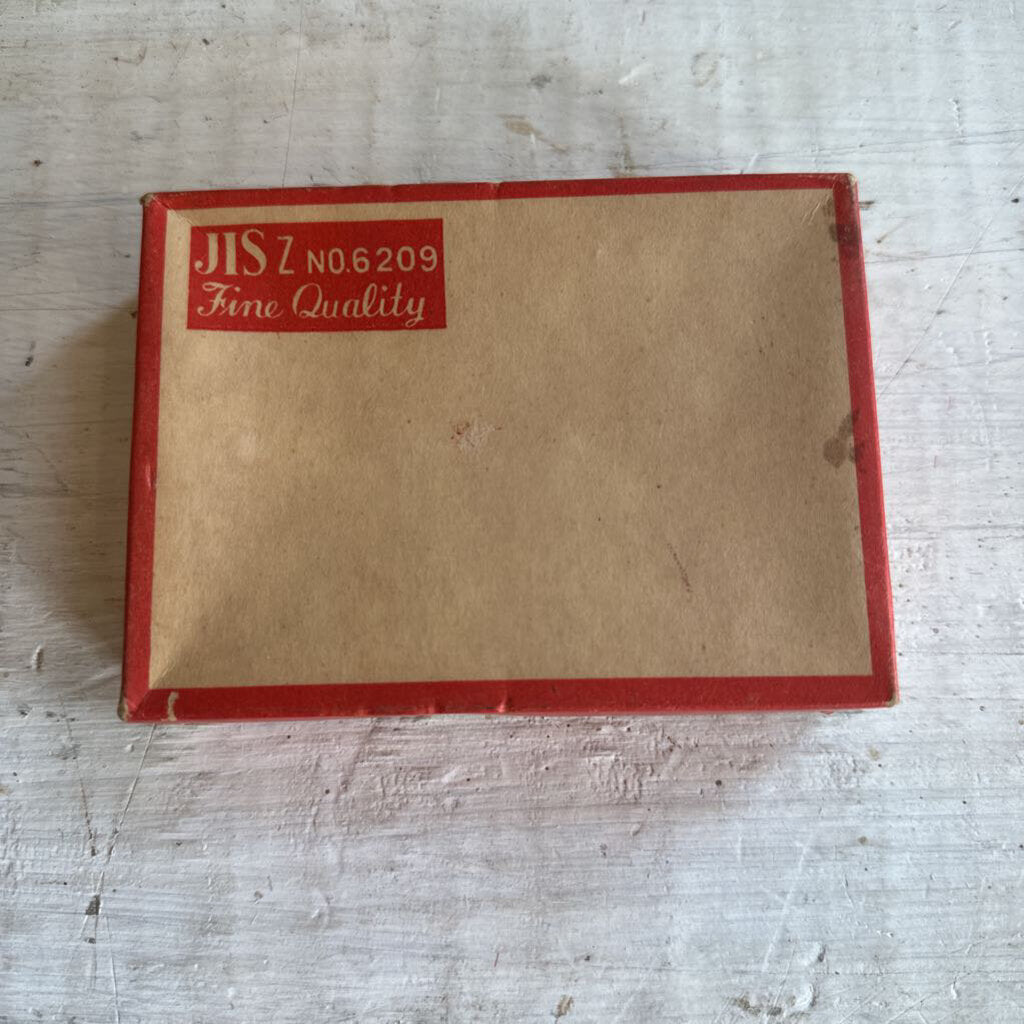 JIS Z NO.6209
Fine Quality